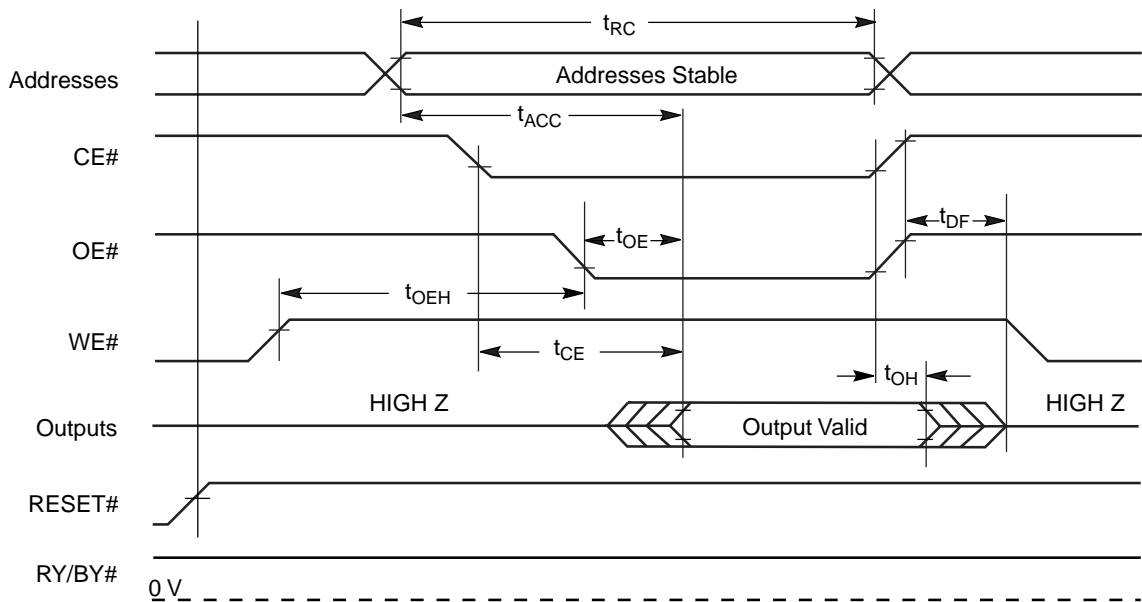 tRC
Addresses
Addresses Stable
tACC
CE#
tDF
OE#
tOE
tOEH
WE#
tCE
tOH
HIGH Z
HIGH Z
Outputs
Output Valid
RESET#
RY/BY#
0 V